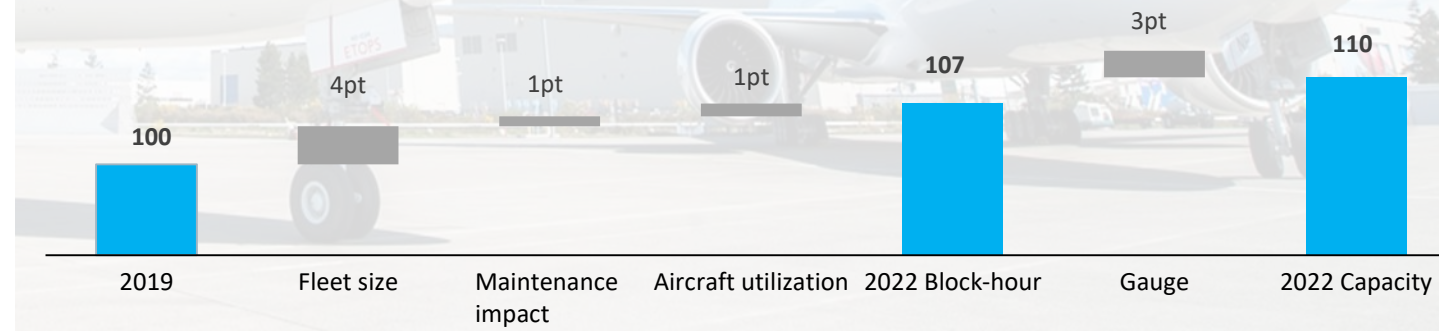 3pt
110
107
4pt
1pt
1pt
100
ETOPS
2019
Fleet size
Maintenance
impact
Aircraft utilization
2022 Block-hour
Gauge
2022 Capacity